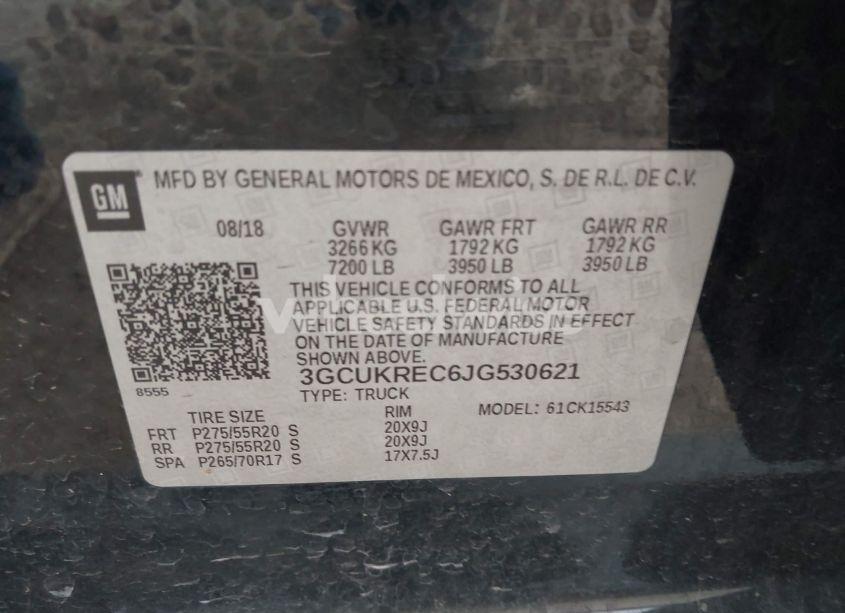 GM
MFD BY GENERAL MOTORS DE MEXICO, S. DE R.L. DE C.V.
08/18 GVWR GAWR FRT GAWR RR
3266 KG 1792 KG 1792 KG
7200 LB 3950 LB 3950 LB
THIS VEHICLE CONFORMS TO ALL
APPLICABLE U.S. FEDERAL MOTOR
VEHICLE SAFETY STANDARDS IN EFFECT
ON THE DATE OF MANUFACTURE
SHOWN ABOVE.
8555
3GCUKREC6JG530621
TYPE: TRUCK MODEL: 61CK15543
TIRE SIZE RIM
FRT P275/55R20 S 20X9J
RR P275/55R20 S 20X9J
SPA P265/70R17 S 17X7.5J